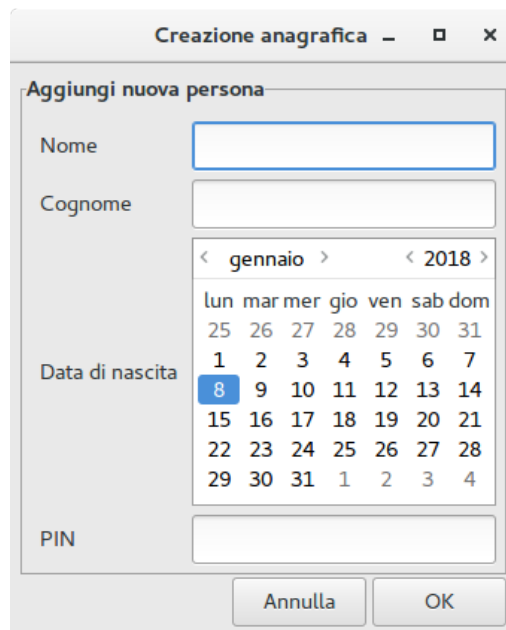 Creazione anagrafica
Aggiungi nuova persona
Nome
Cognome
gennaio 2018
lun mar mer gio ven sab dom
25 26 27 28 29 30 31
1 2 3 4 5 6 7
Data di nascita
8 9 10 11 12 13 14
15 16 17 18 19 20 21
22 23 24 25 26 27 28
29 30 31 1 2 3 4
PIN
Annulla OK